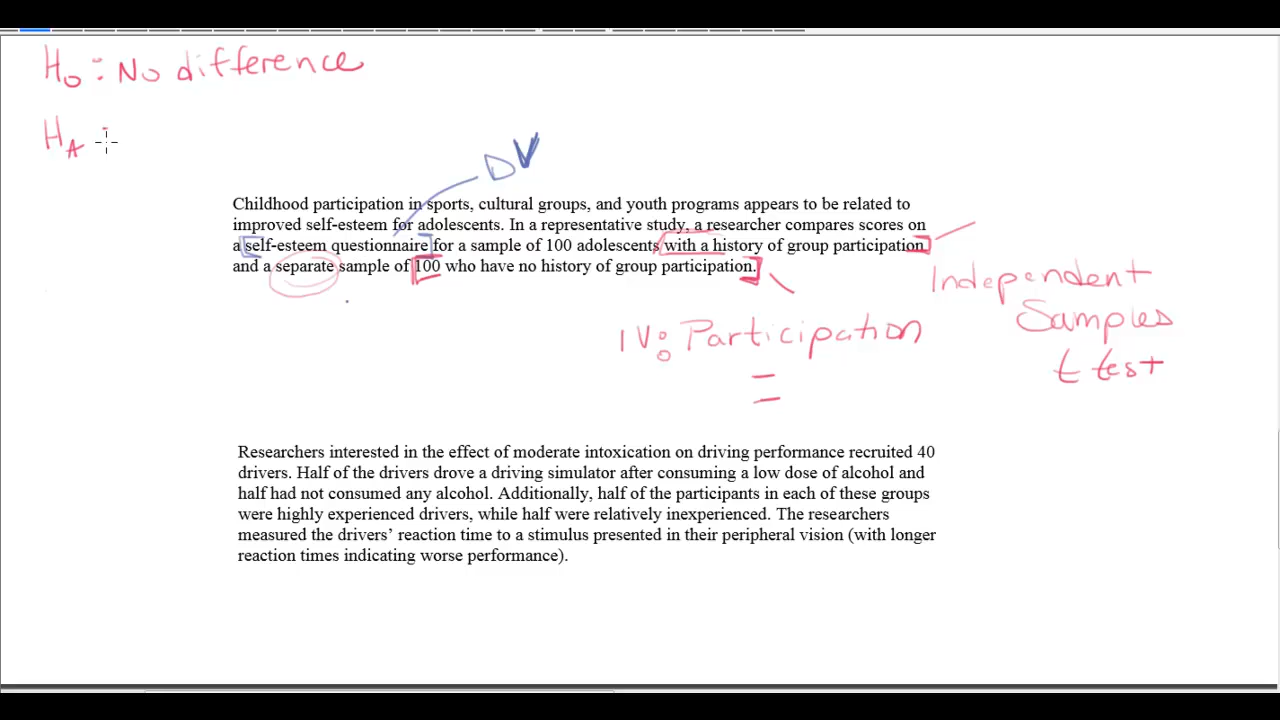 H0: No difference
HA:
DV
Childhood participation in sports, cultural groups, and youth programs appears to be related to
improved self-esteem for adolescents. In a representative study, a researcher compares scores on
a self-esteem questionnaire for a sample of 100 adolescents with a history of group participation
and a separate sample of 100 who have no history of group participation.
Independent
Samples
t test
IV: Participation
Researchers interested in the effect of moderate intoxication on driving performance recruited 40
drivers. Half of the drivers drove a driving simulator after consuming a low dose of alcohol and
half had not consumed any alcohol. Additionally, half of the participants in each of these groups
were highly experienced drivers, while half were relatively inexperienced. The researchers
measured the drivers’ reaction time to a stimulus presented in their peripheral vision (with longer
reaction times indicating worse performance).